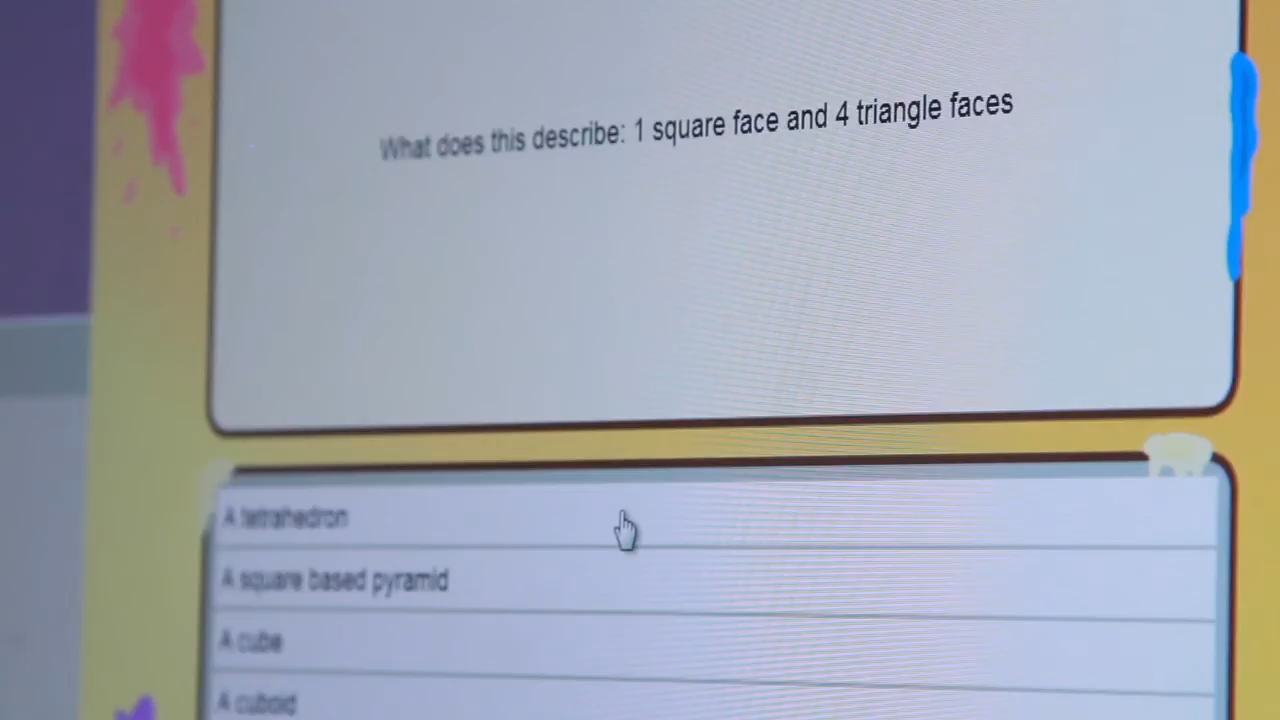 What does this describe: 1 square face and 4 triangle faces
A tetrahedron
A square based pyramid
A cube
A cuboid